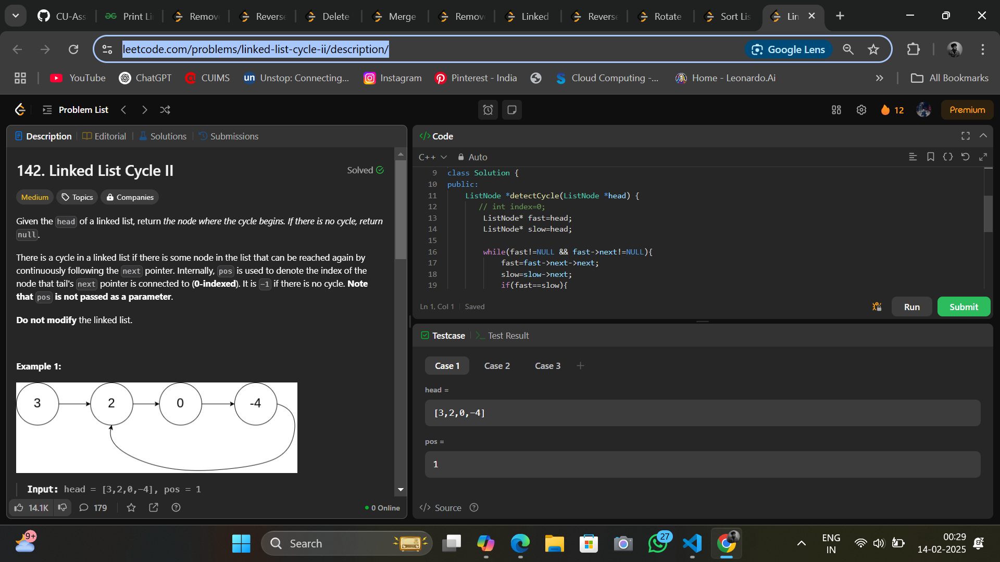 CU-Ass
Print Li
Remov
Reverse
Delete
Merge
Remov
Linked
Reverse
Rotate
Sort Lis
Lin
leetcode.com/problems/linked-list-cycle-ii/description/
Google Lens
YouTube
ChatGPT
CUIMS
un
Unstop: Connecting...
Instagram
Pinterest - India
Cloud Computing -...
Home - Leonardo.Ai
All Bookmarks
Problem List
12
Premium
Description
Editorial
Solutions
Submissions
142. Linked List Cycle II
Solved
Medium
Topics
Companies
Given the head of a linked list, return the node where the cycle begins. If there is no cycle, return
null.
There is a cycle in a linked list if there is some node in the list that can be reached again by
continuously following the next pointer. Internally, pos is used to denote the index of the
node that tail's next pointer is connected to (0-indexed). It is -1 if there is no cycle. Note
that pos is not passed as a parameter.
Do not modify the linked list.
Example 1:
3 2 0 -4
Input: head = [3,2,0,-4], pos = 1
14.1K
179
0 Online
</> Code
C++
Auto
9 class Solution {
10 public:
11 ListNode *detectCycle(ListNode *head) {
12 // int index=0;
13 ListNode* fast=head;
14 ListNode* slow=head;
15
16 while(fast!=NULL && fast->next!=NULL){
17 fast=fast->next->next;
18 slow=slow->next;
19 if(fast==slow){
Ln 1, Col 1
Saved
Run
Submit
Testcase
>_ Test Result
Case 1
Case 2
Case 3
head =
[3,2,0,-4]
pos =
1
</> Source
9+
Search
27
ENG
IN
00:29
14-02-2025